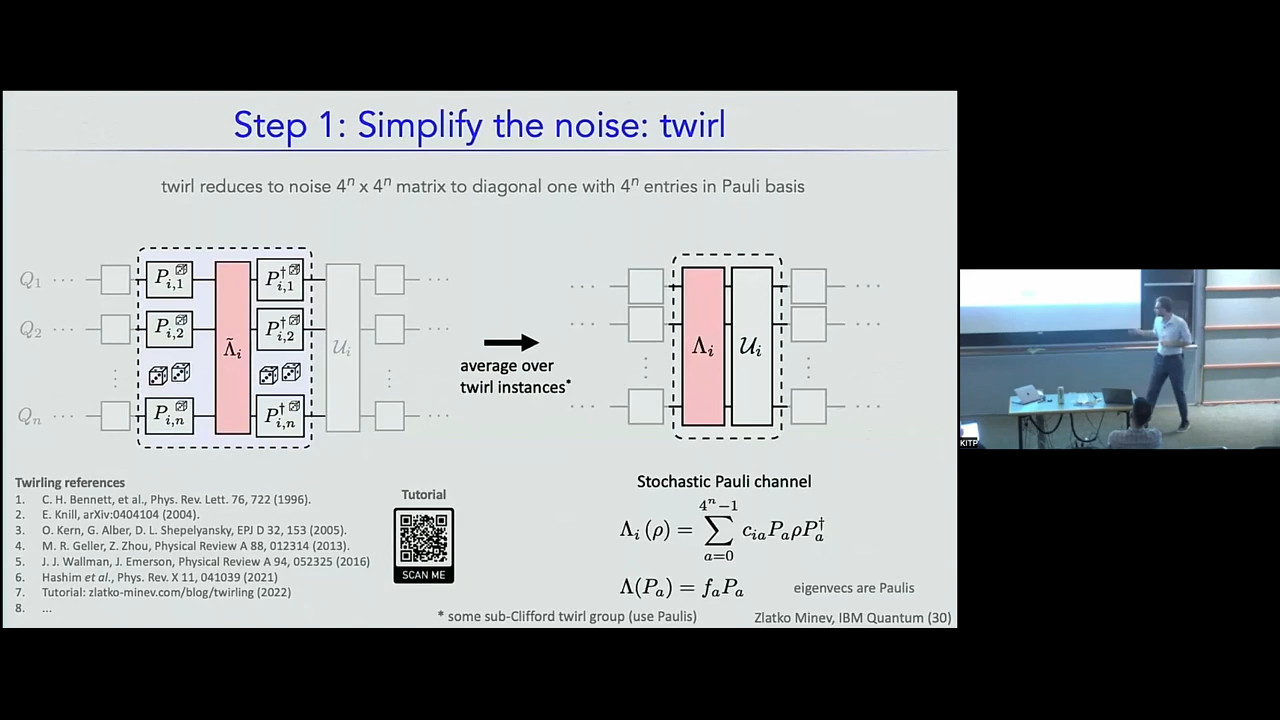 Step 1: Simplify the noise: twirl
twirl reduces to noise 4ⁿ x 4ⁿ matrix to diagonal one with 4ⁿ entries in Pauli basis
Q₁ ··· P_{i,1} Λ̃ᵢ P†_{i,1} 𝒰ᵢ ···
Q₂ ··· P_{i,2} P†_{i,2} ···
Qₙ ··· P_{i,n} P†_{i,n} ···
average over
twirl instances*
··· Λᵢ 𝒰ᵢ ···
Twirling references
1. C. H. Bennett, et al., Phys. Rev. Lett. 76, 722 (1996).
2. E. Knill, arXiv:0404104 (2004).
3. O. Kern, G. Alber, D. L. Shepelyansky, EPJ D 32, 153 (2005).
4. M. R. Geller, Z. Zhou, Physical Review A 88, 012314 (2013).
5. J. J. Wallman, J. Emerson, Physical Review A 94, 052325 (2016)
6. Hashim et al., Phys. Rev. X 11, 041039 (2021)
7. Tutorial: zlatko-minev.com/blog/twirling (2022)
8. ...
Tutorial
SCAN ME
Stochastic Pauli channel
Λᵢ (ρ) = ∑_{a=0}^{4ⁿ−1} c_{ia} Pₐ ρ Pₐ†
Λ(Pₐ) = fₐPₐ
eigenvecs are Paulis
* some sub-Clifford twirl group (use Paulis)
Zlatko Minev, IBM Quantum (30)
KITP